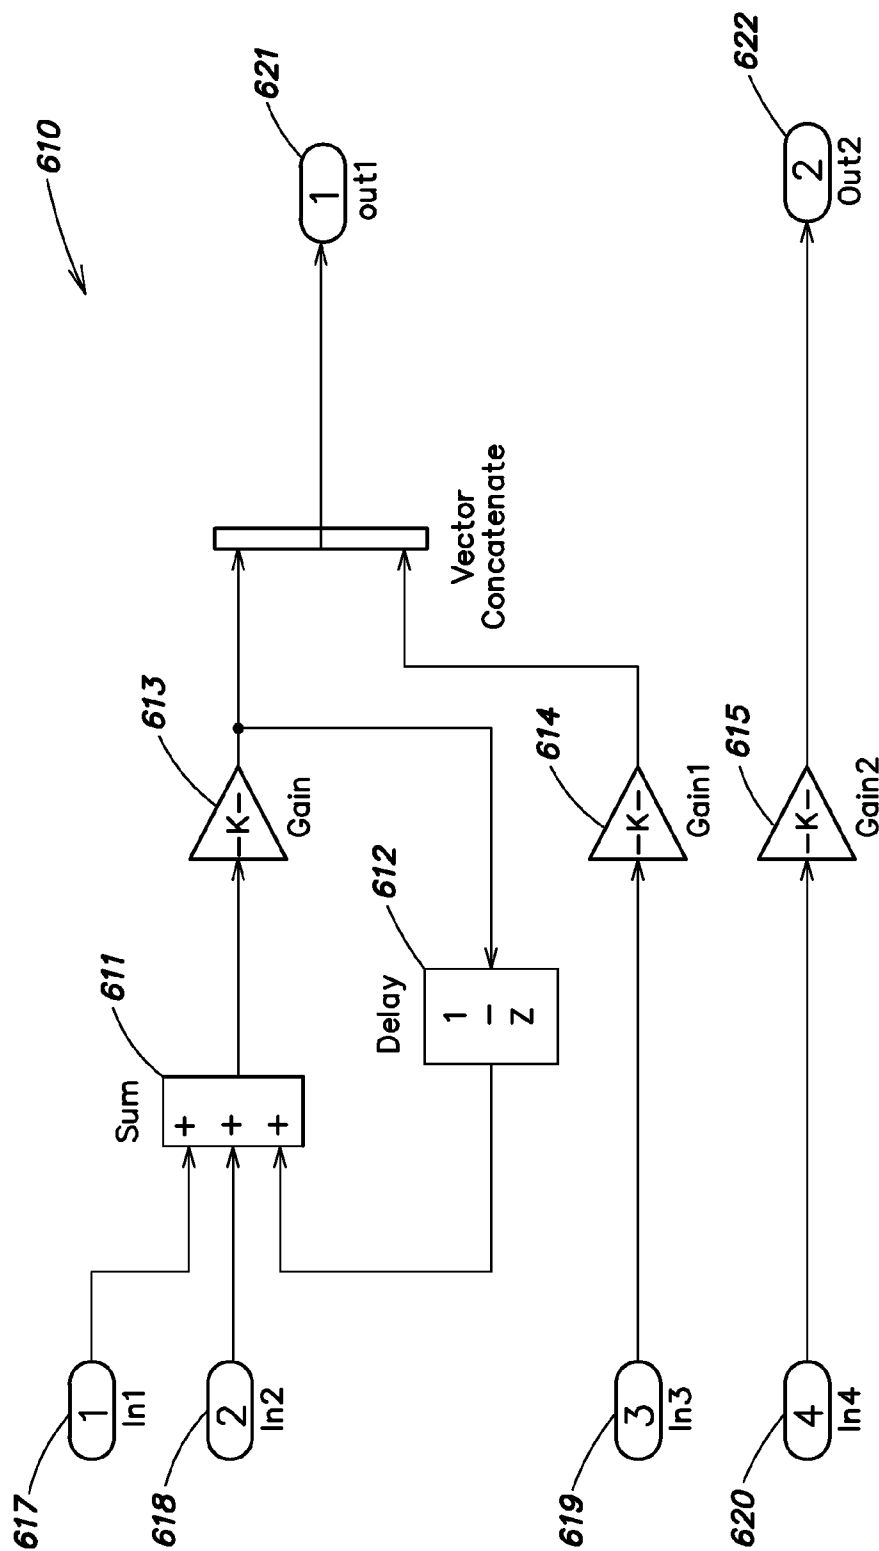 610
617
1
In1
618
2
In2
Sum
+
+
+
611
-K-
Gain
613
Delay
1
-
z
612
Vector
Concatenate
1
out1
621
619
3
In3
-K-
Gain1
614
620
4
In4
-K-
Gain2
615
2
Out2
622